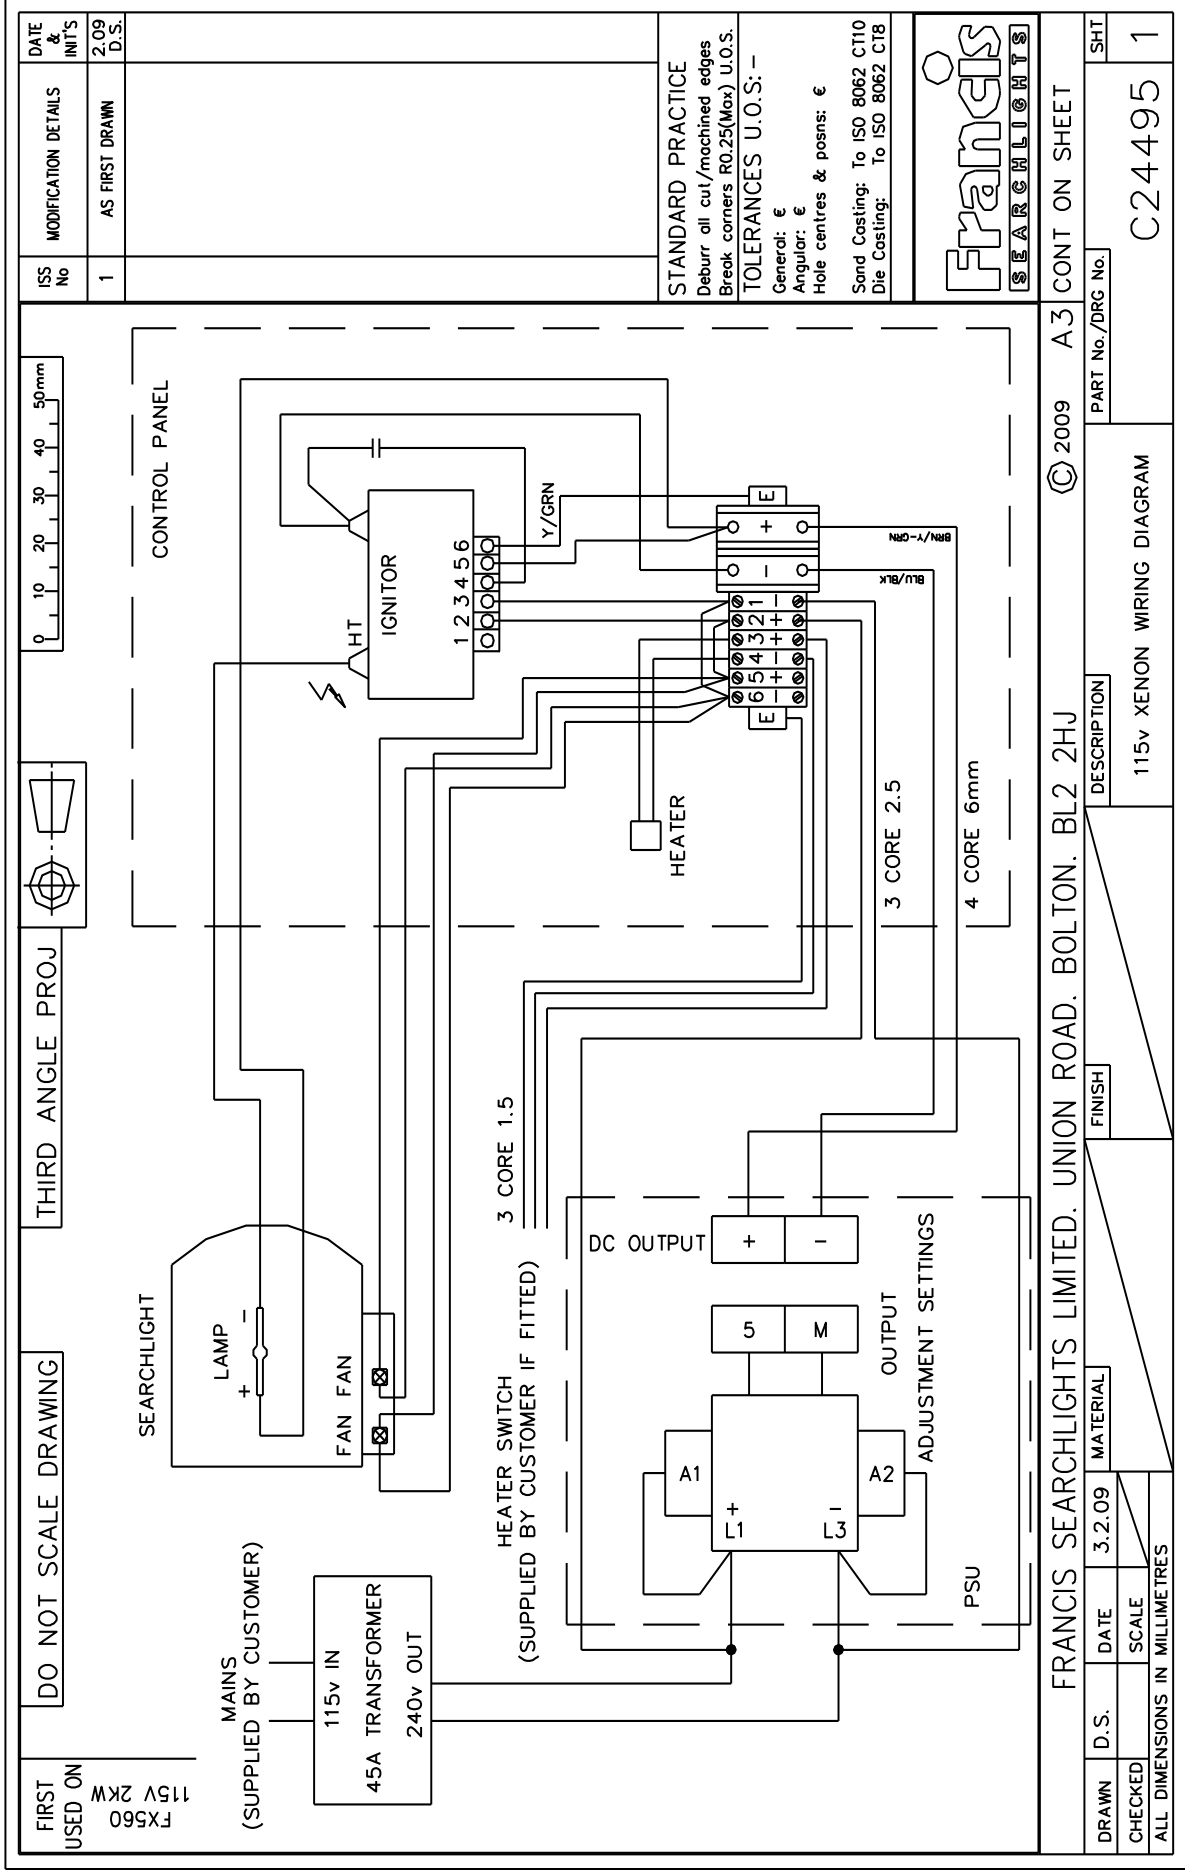 FIRST
USED ON
FX560
115V 2KW
DO NOT SCALE DRAWING
THIRD ANGLE PROJ
0 10 20 30 40 50mm
ISS
No
MODIFICATION DETAILS
DATE
&
INIT'S
1
AS FIRST DRAWN
2.09
D.S.
STANDARD PRACTICE
Deburr all cut/machined edges
Break corners R0.25(Max) U.O.S.
TOLERANCES U.O.S: –
General: €
Angular: €
Hole centres & posns: €
Sand Casting: To ISO 8062 CT10
Die Casting: To ISO 8062 CT8
Francis
SEARCHLIGHTS
MAINS
(SUPPLIED BY CUSTOMER)
115v IN
45A TRANSFORMER
240v OUT
SEARCHLIGHT
LAMP
+ –
FAN FAN
HEATER SWITCH
(SUPPLIED BY CUSTOMER IF FITTED)
3 CORE 1.5
CONTROL PANEL
HT
IGNITOR
1 2 3 4 5 6
Y/GRN
HEATER
E 6 5 4 3 2 1 – + E
– + – + + –
BLU/BLK
BRN/Y-GRN
3 CORE 2.5
4 CORE 6mm
DC OUTPUT
+ –
5 M
OUTPUT
ADJUSTMENT SETTINGS
A1
A2
+
L1
–
L3
PSU
FRANCIS SEARCHLIGHTS LIMITED. UNION ROAD. BOLTON. BL2 2HJ
© 2009
A3
CONT ON SHEET
DRAWN
D.S.
DATE
3.2.09
CHECKED
SCALE
ALL DIMENSIONS IN MILLIMETRES
MATERIAL
FINISH
DESCRIPTION
115v XENON WIRING DIAGRAM
PART No./DRG No.
C24495
SHT
1